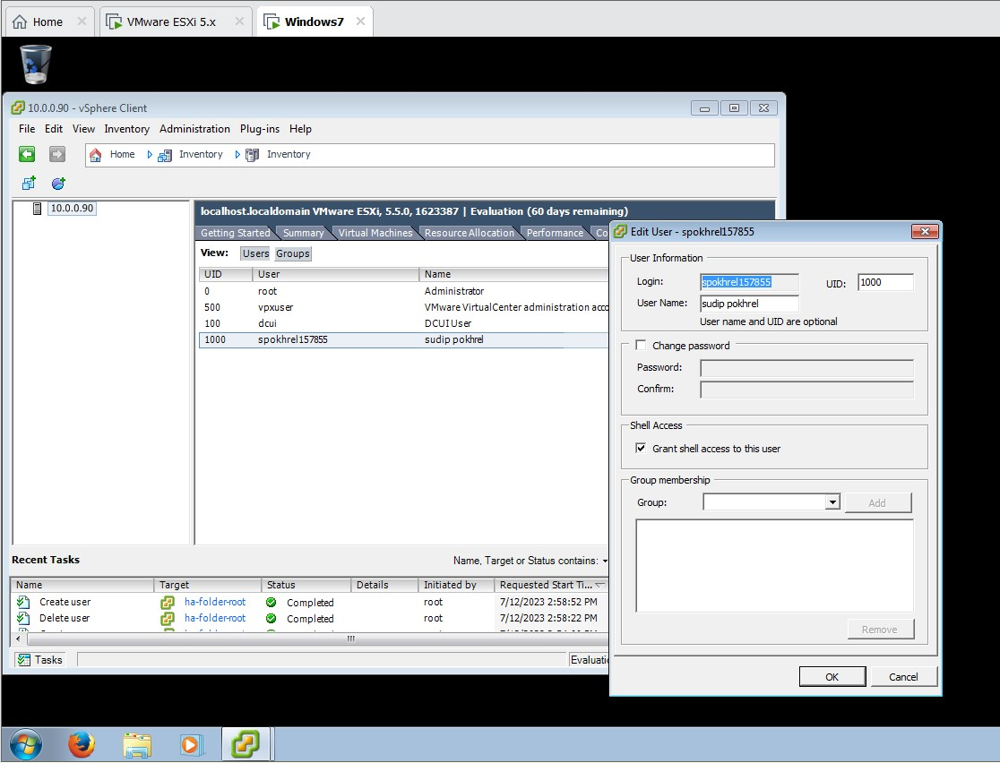 Home
VMware ESXi 5.x
Windows7
10.0.0.90 - vSphere Client
File Edit View Inventory Administration Plug-ins Help
Home Inventory Inventory
10.0.0.90
localhost.localdomain VMware ESXi, 5.5.0, 1623387 | Evaluation (60 days remaining)
Getting Started Summary Virtual Machines Resource Allocation Performance Co
View: Users Groups
UID User Name
0 root Administrator
500 vpxuser VMware VirtualCenter administration acco
100 dcui DCUI User
1000 spokhrel157855 sudip pokhrel
Recent Tasks
Name, Target or Status contains:
Name Target Status Details Initiated by Requested Start Ti...
Create user ha-folder-root Completed root 7/12/2023 2:58:52 PM
Delete user ha-folder-root Completed root 7/12/2023 2:58:22 PM
Tasks
Evaluatio
Edit User - spokhrel157855
User Information
Login: spokhrel157855 UID: 1000
User Name: sudip pokhrel
User name and UID are optional
Change password
Password:
Confirm:
Shell Access
Grant shell access to this user
Group membership
Group: Add
Remove
OK Cancel